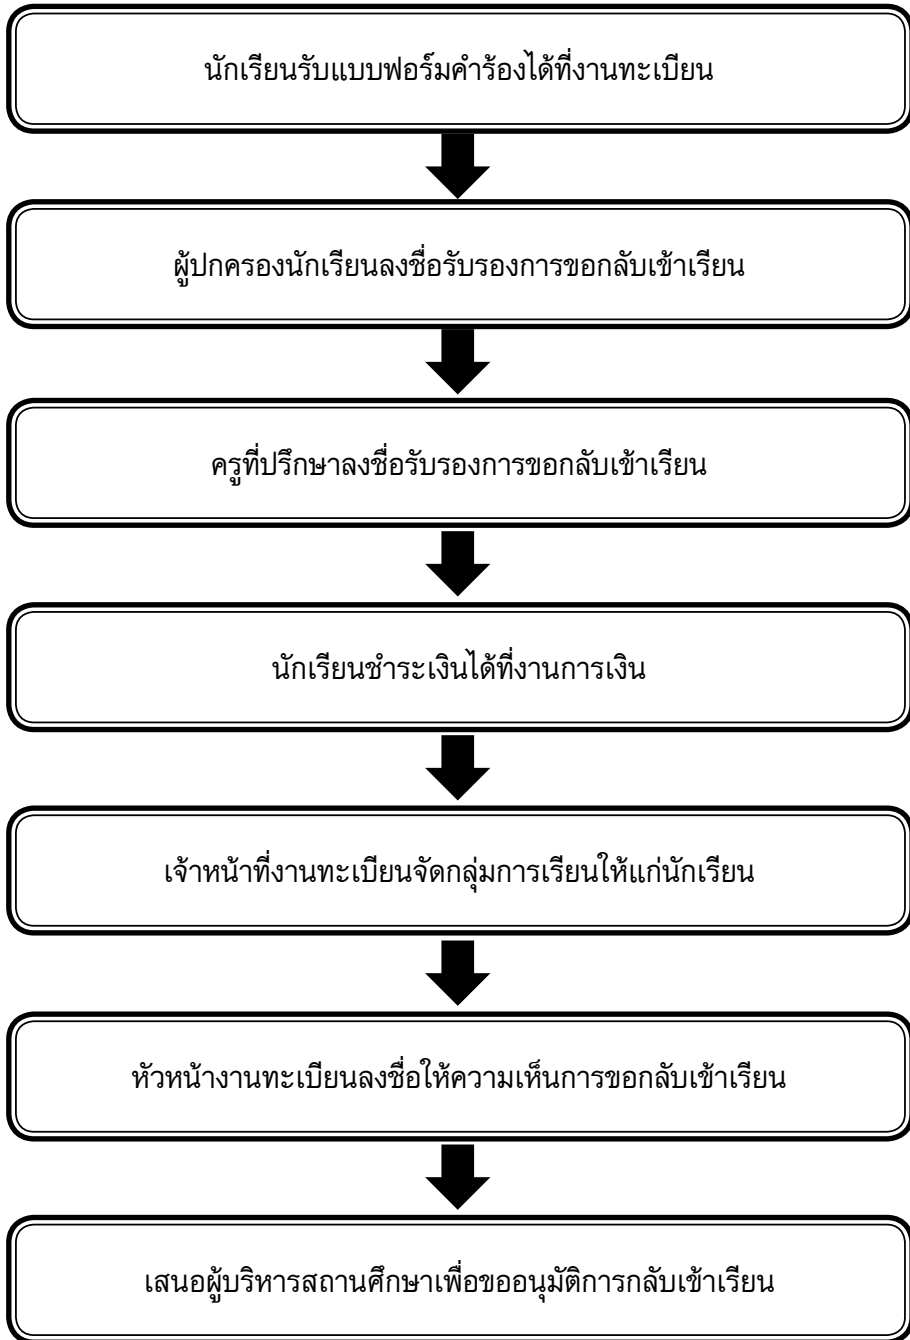 นักเรียนรับแบบฟอร์มคำร้องได้ที่งานทะเบียน
ผู้ปกครองนักเรียนลงชื่อรับรองการขอกลับเข้าเรียน
ครูที่ปรึกษาลงชื่อรับรองการขอกลับเข้าเรียน
นักเรียนชำระเงินได้ที่งานการเงิน
เจ้าหน้าที่งานทะเบียนจัดกลุ่มการเรียนให้แก่นักเรียน
หัวหน้างานทะเบียนลงชื่อให้ความเห็นการขอกลับเข้าเรียน
เสนอผู้บริหารสถานศึกษาเพื่อขออนุมัติการกลับเข้าเรียน